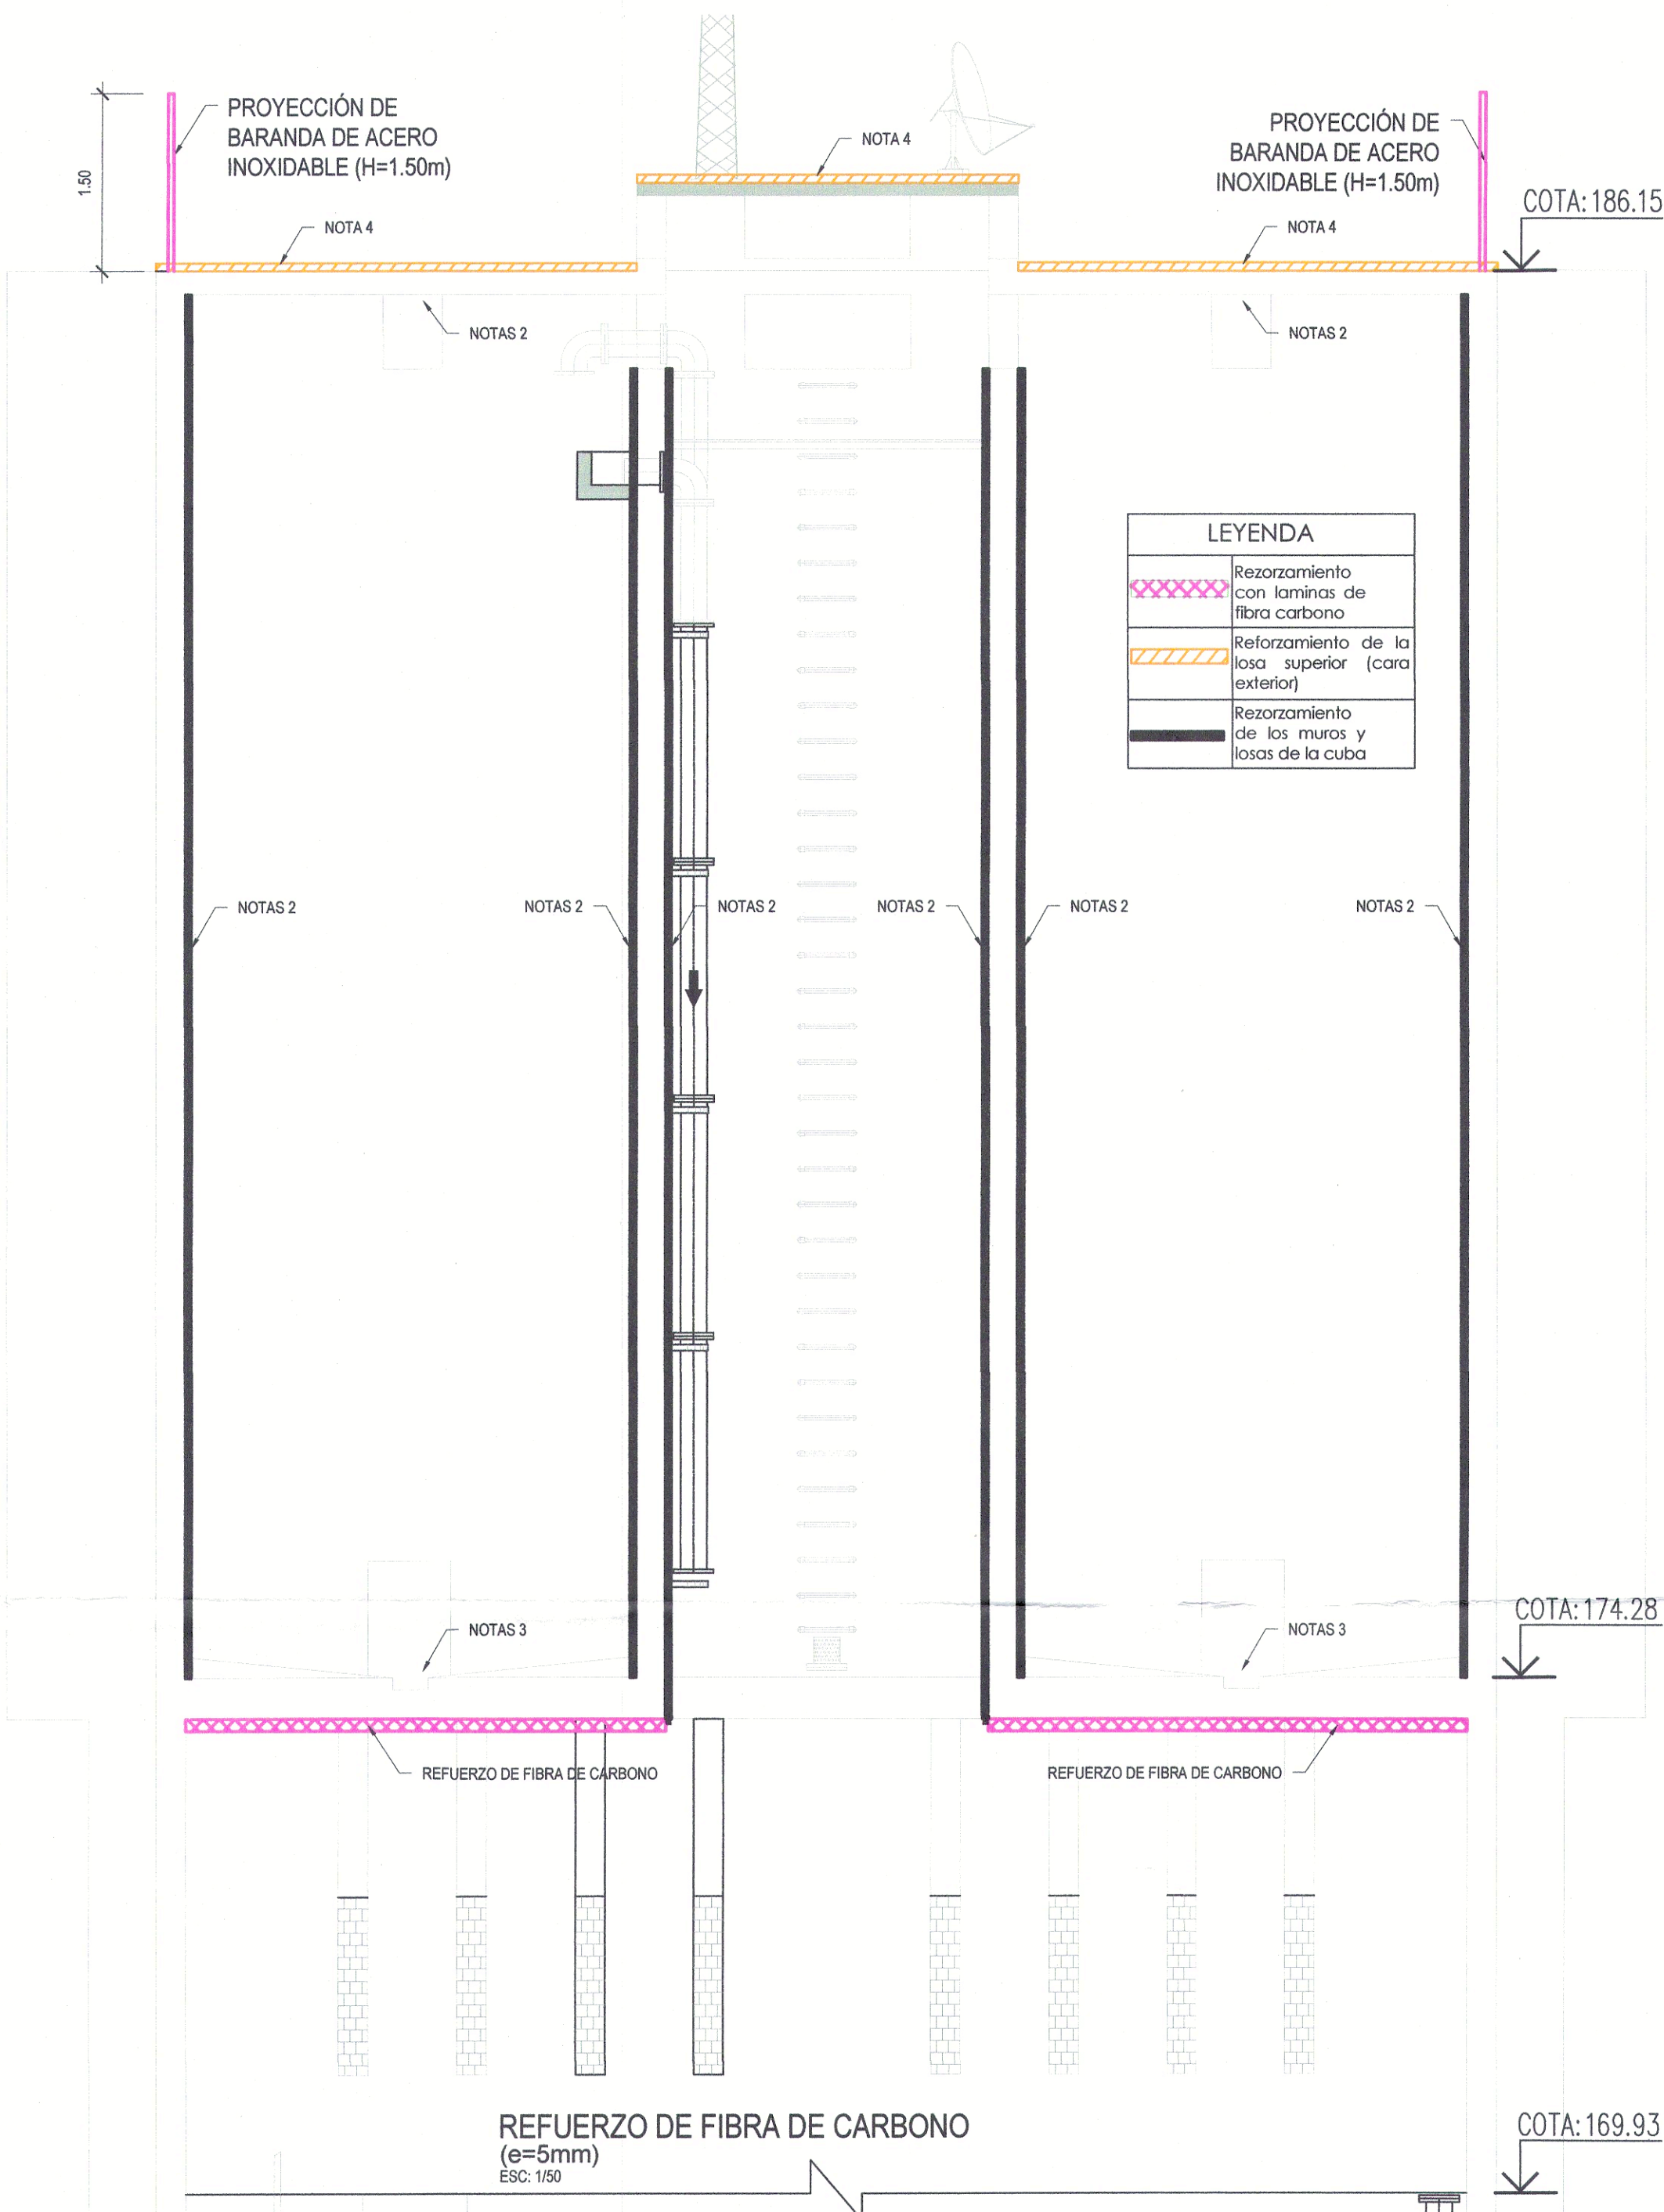 PROYECCIÓN DE
BARANDA DE ACERO
INOXIDABLE (H=1.50m)
1.50
NOTA 4
NOTA 4
PROYECCIÓN DE
BARANDA DE ACERO
INOXIDABLE (H=1.50m)
NOTA 4
COTA: 186.15
NOTAS 2
NOTAS 2
LEYENDA
Rezorzamiento
con laminas de
fibra carbono
Reforzamiento de la
losa superior (cara
exterior)
Rezorzamiento
de los muros y
losas de la cuba
NOTAS 2
NOTAS 2
NOTAS 2
NOTAS 2
NOTAS 2
NOTAS 2
NOTAS 3
NOTAS 3
COTA: 174.28
REFUERZO DE FIBRA DE CARBONO
REFUERZO DE FIBRA DE CARBONO
REFUERZO DE FIBRA DE CARBONO
(e=5mm)
ESC: 1/50
COTA: 169.93